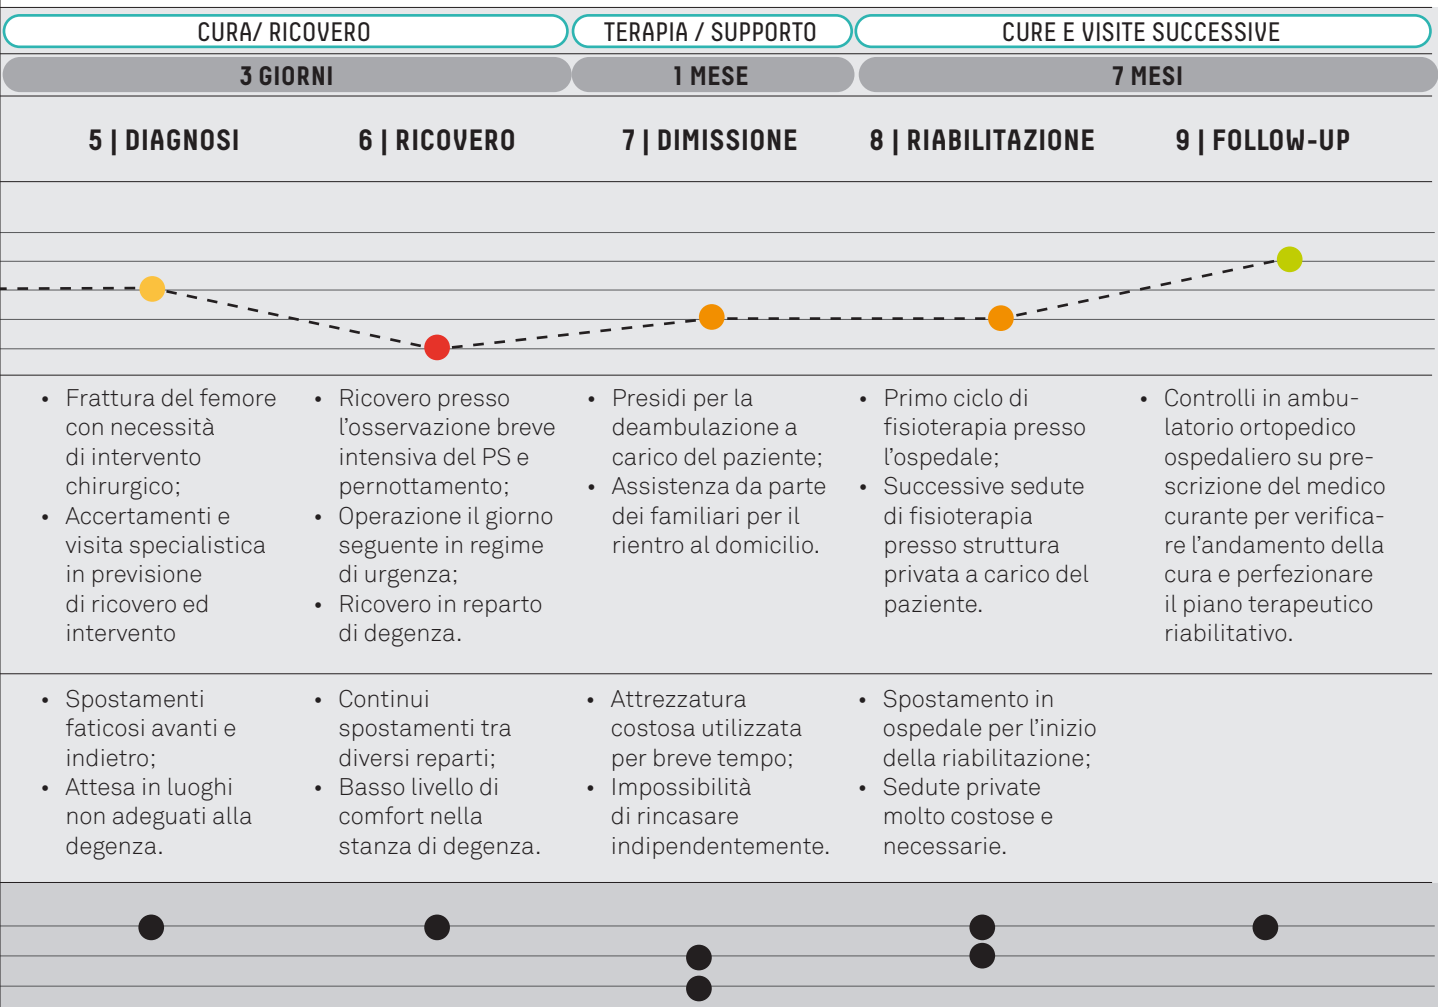 CURA/ RICOVERO
TERAPIA / SUPPORTO
CURE E VISITE SUCCESSIVE
3 GIORNI
1 MESE
7 MESI
5 | DIAGNOSI
6 | RICOVERO
7 | DIMISSIONE
8 | RIABILITAZIONE
9 | FOLLOW-UP
• Frattura del femore
con necessità
di intervento
chirurgico;
• Accertamenti e
visita specialistica
in previsione
di ricovero ed
intervento
• Ricovero presso
l'osservazione breve
intensiva del PS e
pernottamento;
• Operazione il giorno
seguente in regime
di urgenza;
• Ricovero in reparto
di degenza.
• Presidi per la
deambulazione a
carico del paziente;
• Assistenza da parte
dei familiari per il
rientro al domicilio.
• Primo ciclo di
fisioterapia presso
l'ospedale;
• Successive sedute
di fisioterapia
presso struttura
privata a carico del
paziente.
• Controlli in ambu-
latorio ortopedico
ospedaliero su pre-
scrizione del medico
curante per verifica-
re l'andamento della
cura e perfezionare
il piano terapeutico
riabilitativo.
• Spostamenti
faticosi avanti e
indietro;
• Attesa in luoghi
non adeguati alla
degenza.
• Continui
spostamenti tra
diversi reparti;
• Basso livello di
comfort nella
stanza di degenza.
• Attrezzatura
costosa utilizzata
per breve tempo;
• Impossibilità
di rincasare
indipendentemente.
• Spostamento in
ospedale per l'inizio
della riabilitazione;
• Sedute private
molto costose e
necessarie.